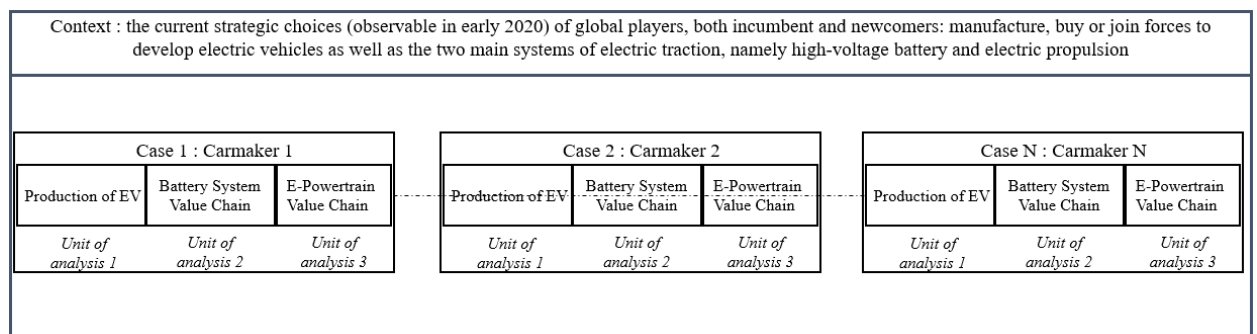 Context : the current strategic choices (observable in early 2020) of global players, both incumbent and newcomers: manufacture, buy or join forces to
develop electric vehicles as well as the two main systems of electric traction, namely high-voltage battery and electric propulsion
Case 1 : Carmaker 1
Production of EV
Battery System
Value Chain
E-Powertrain
Value Chain
Unit of
analysis 1
Unit of
analysis 2
Unit of
analysis 3
Case 2 : Carmaker 2
Production of EV
Battery System
Value Chain
E-Powertrain
Value Chain
Unit of
analysis 1
Unit of
analysis 2
Unit of
analysis 3
Case N : Carmaker N
Production of EV
Battery System
Value Chain
E-Powertrain
Value Chain
Unit of
analysis 1
Unit of
analysis 2
Unit of
analysis 3